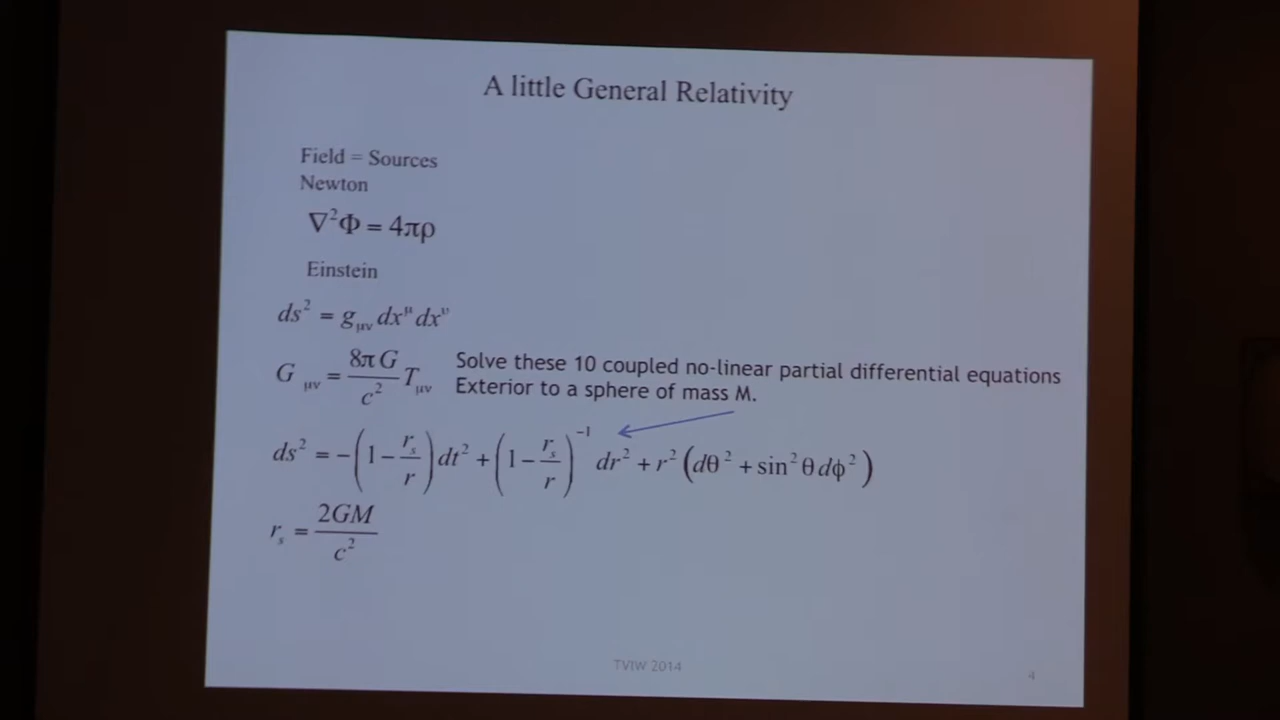 A little General Relativity
Field = Sources
Newton
∇²Φ = 4πρ
Einstein
ds² = g_μν dx^μ dx^ν
G_μν = 8πG/c² T_μν
Solve these 10 coupled no-linear partial differential equations
Exterior to a sphere of mass M.
ds² = −(1 − r_s/r)dt² + (1 − r_s/r)^−1 dr² + r²(dθ² + sin²θdϕ²)
r_s = 2GM/c²
TVIW 2014
4